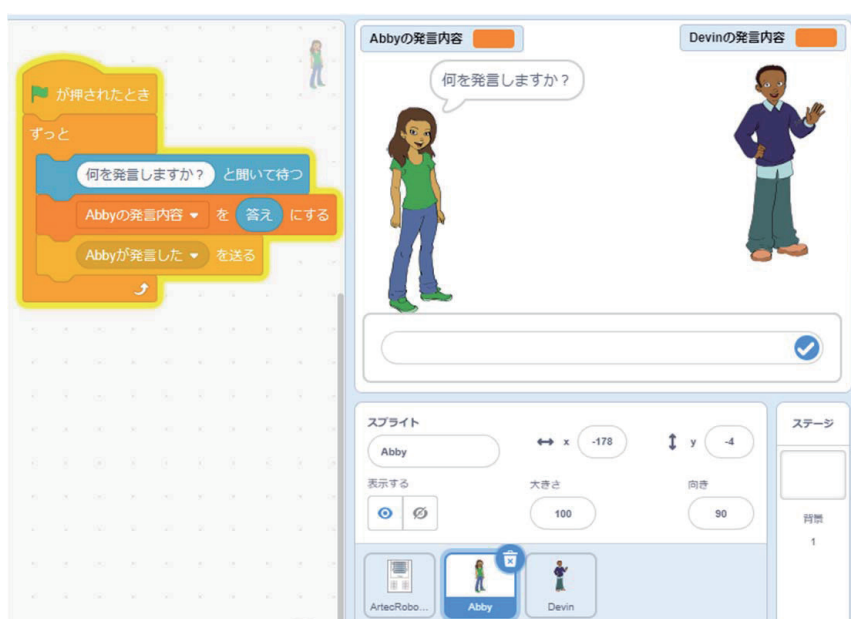 が押されたとき
ずっと
何を発言しますか？ と聞いて待つ
Abbyの発言内容 を 答え にする
Abbyが発言した を送る
Abbyの発言内容
Devinの発言内容
何を発言しますか？
スプライト
Abby
x -178
y -4
表示する
大きさ
100
向き
90
ArtecRobo...
Abby
Devin
ステージ
背景
1